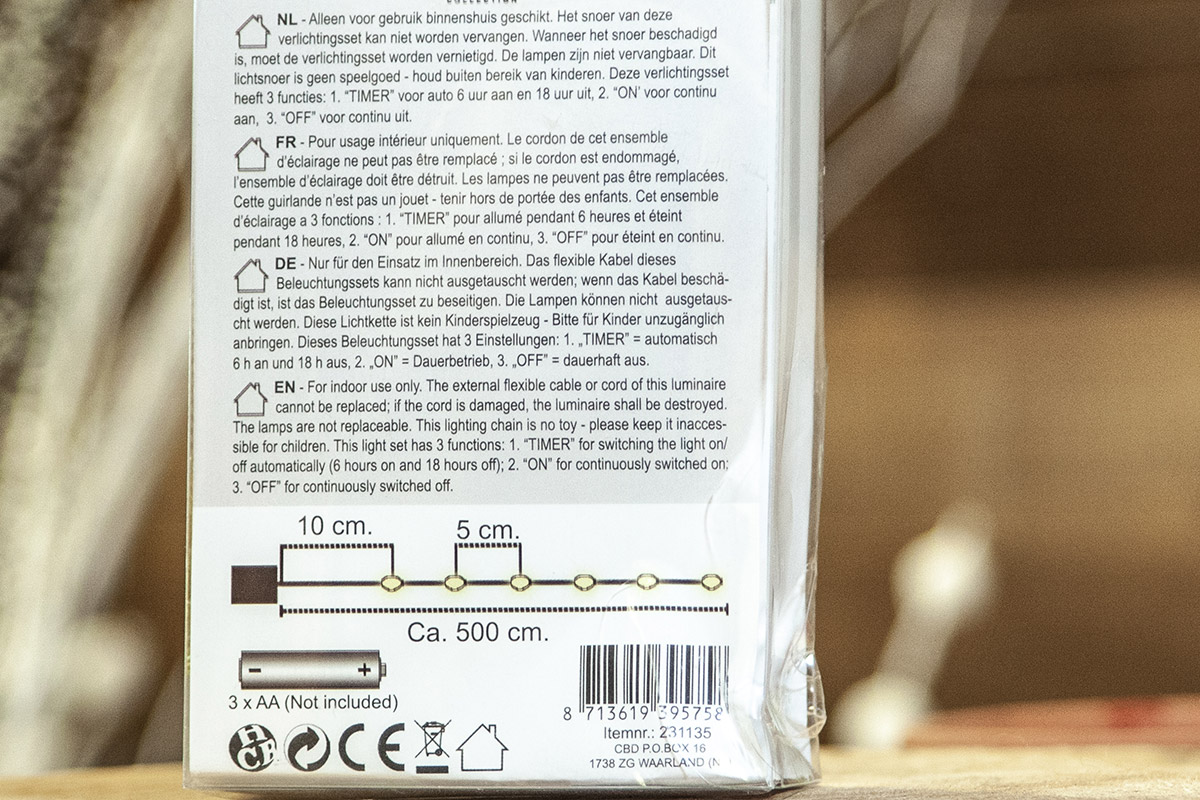 COLLECTION
NL - Alleen voor gebruik binnenshuis geschikt. Het snoer van deze
verlichtingsset kan niet worden vervangen. Wanneer het snoer beschadigd
is, moet de verlichtingsset worden vernietigd. De lampen zijn niet vervangbaar. Dit
lichtsnoer is geen speelgoed - houd buiten bereik van kinderen. Deze verlichtingsset
heeft 3 functies: 1. “TIMER” voor auto 6 uur aan en 18 uur uit, 2. “ON’ voor continu
aan, 3. “OFF” voor continu uit.
FR - Pour usage intérieur uniquement. Le cordon de cet ensemble
d’éclairage ne peut pas être remplacé ; si le cordon est endommagé,
l’ensemble d’éclairage doit être détruit. Les lampes ne peuvent pas être remplacées.
Cette guirlande n’est pas un jouet - tenir hors de portée des enfants. Cet ensemble
d’éclairage a 3 fonctions : 1. “TIMER” pour allumé pendant 6 heures et éteint
pendant 18 heures, 2. “ON” pour allumé en continu, 3. “OFF” pour éteint en continu.
DE - Nur für den Einsatz im Innenbereich. Das flexible Kabel dieses
Beleuchtungssets kann nicht ausgetauscht werden; wenn das Kabel beschä-
digt ist, ist das Beleuchtungsset zu beseitigen. Die Lampen können nicht ausgetaus-
cht werden. Diese Lichtkette ist kein Kinderspielzeug - Bitte für Kinder unzugänglich
anbringen. Dieses Beleuchtungsset hat 3 Einstellungen: 1. „TIMER” = automatisch
6 h an und 18 h aus, 2. „ON” = Dauerbetrieb, 3. „OFF” = dauerhaft aus.
EN - For indoor use only. The external flexible cable or cord of this luminaire
cannot be replaced; if the cord is damaged, the luminaire shall be destroyed.
The lamps are not replaceable. This lighting chain is no toy - please keep it inacces-
sible for children. This light set has 3 functions: 1. “TIMER” for switching the light on/
off automatically (6 hours on and 18 hours off); 2. “ON” for continuously switched on;
3. “OFF” for continuously switched off.
10 cm. 5 cm.
Ca. 500 cm.
- +
3 x AA (Not included)
8 713619 395758
Itemnr.: 231135
CBD P.O.BOX 16
1738 ZG WAARLAND (N
HCB CE